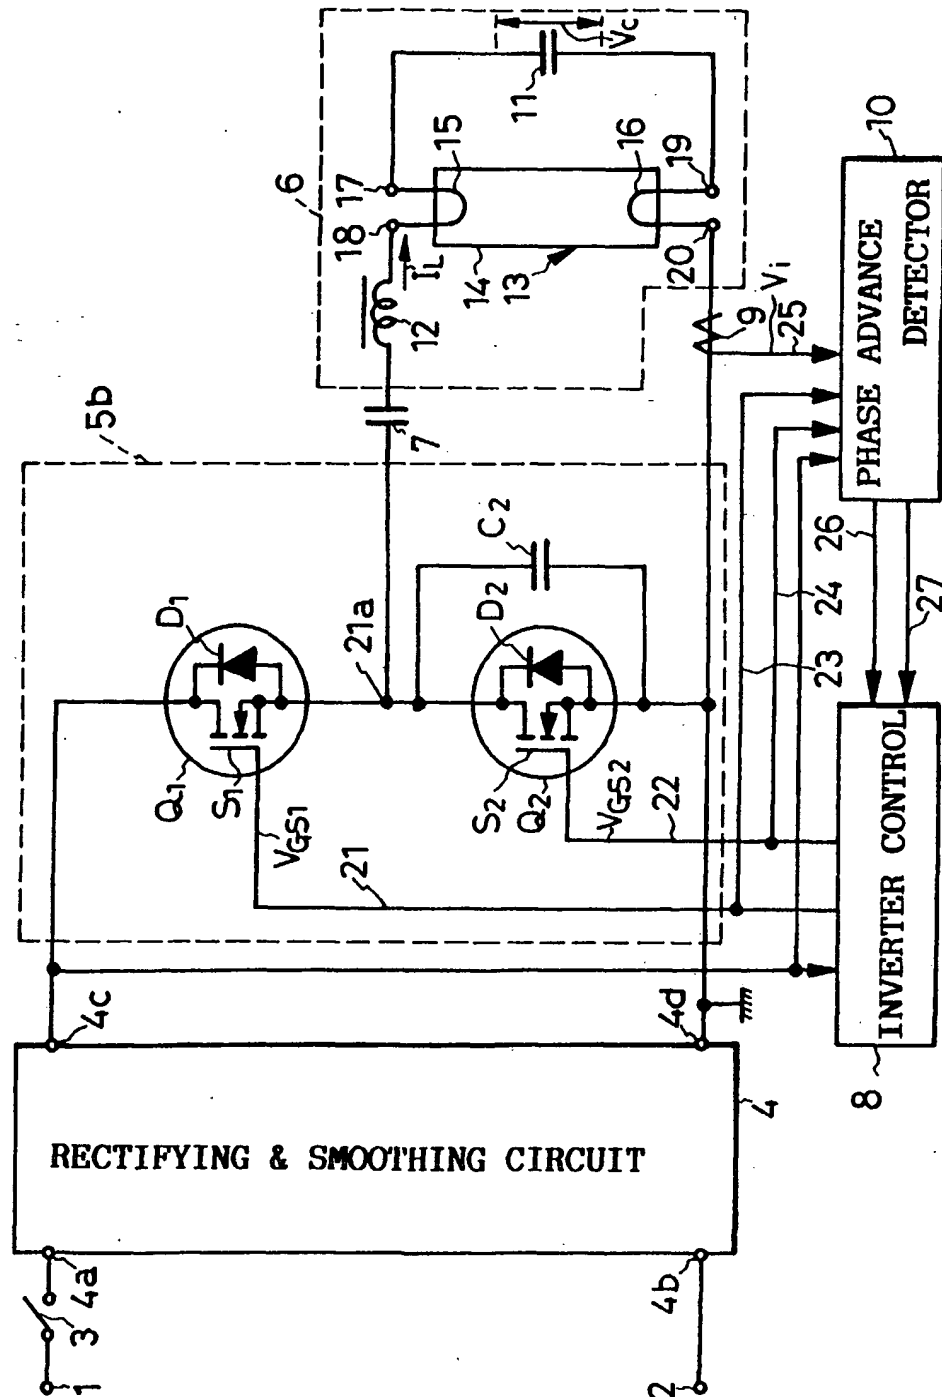 1
2
3
4a
4b
RECTIFYING & SMOOTHING CIRCUIT
4
4c
4d
5b
Q1
S1
D1
VGS1
21
21a
S2
Q2
D2
C2
VGS2
22
7
6
12
IL
18
17
15
14
13
16
20
19
11
Vc
9
Vi
25
23
24
26
27
INVERTER CONTROL
8
PHASE ADVANCE
DETECTOR
10